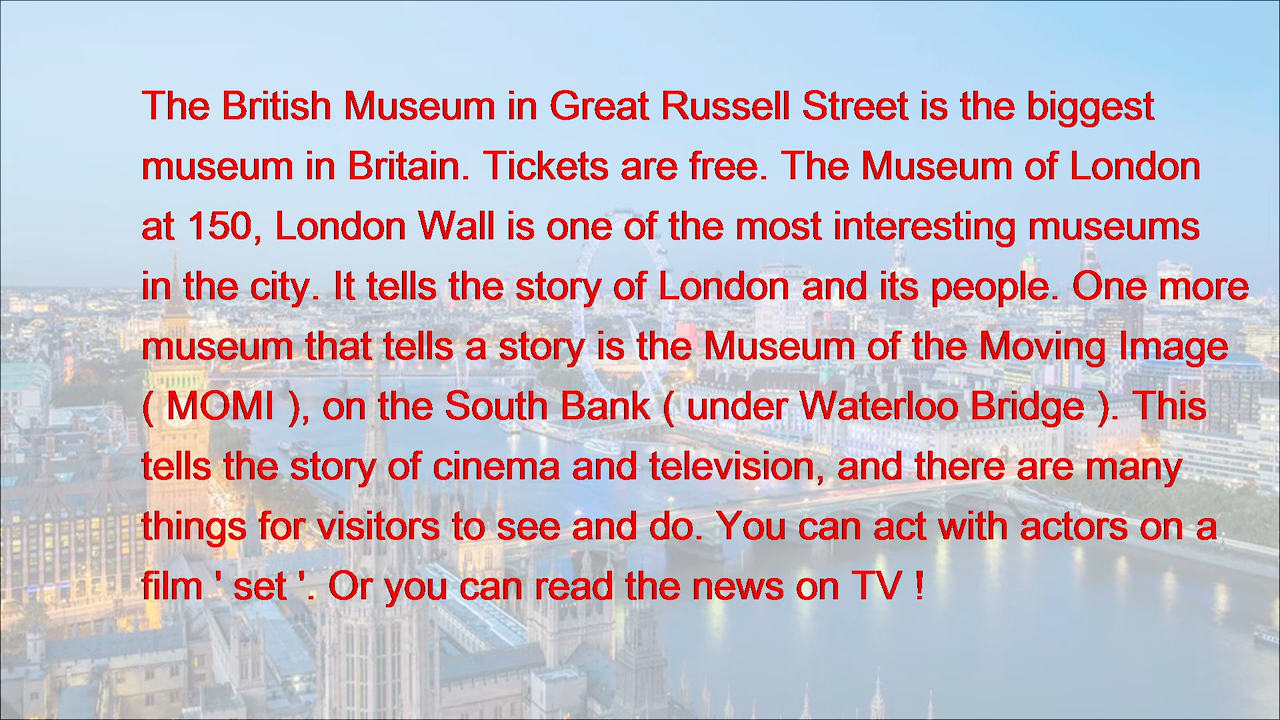 The British Museum in Great Russell Street is the biggest
museum in Britain. Tickets are free. The Museum of London
at 150, London Wall is one of the most interesting museums
in the city. It tells the story of London and its people. One more
museum that tells a story is the Museum of the Moving Image
( MOMI ), on the South Bank ( under Waterloo Bridge ). This
tells the story of cinema and television, and there are many
things for visitors to see and do. You can act with actors on a
film ' set '. Or you can read the news on TV !